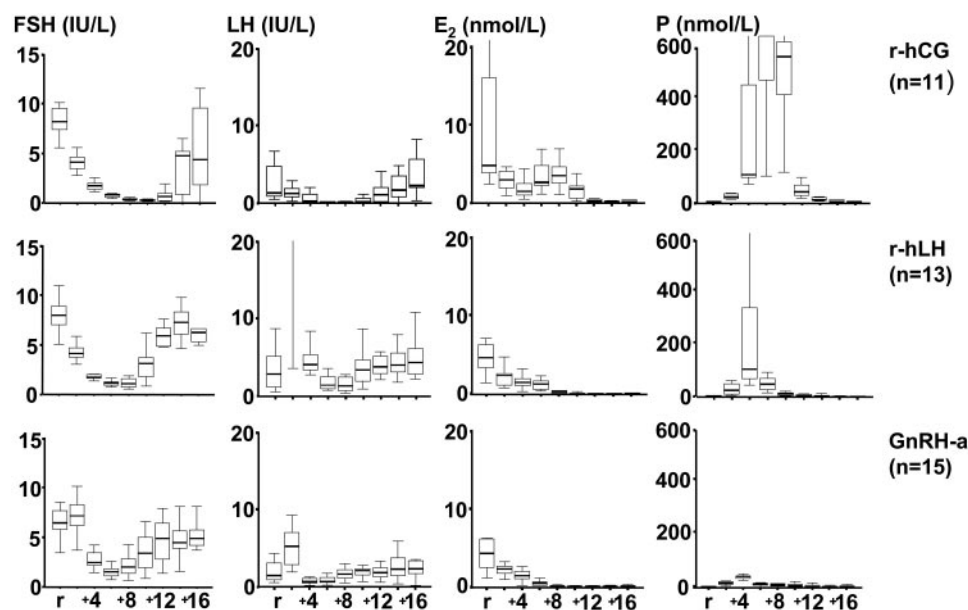 FSH (IU/L) LH (IU/L) E₂ (nmol/L) P (nmol/L)
r-hCG
(n=11)
15 20 20 600
10 400
10 10
5 200
0 0 0 0
r-hLH
(n=13)
15 20 20 600
10 400
10 10
5 200
0 0 0 0
GnRH-a
(n=15)
15 20 20 600
10 400
10 10
5 200
0 0 0 0
r +4 +8 +12 +16 r +4 +8 +12 +16 r +4 +8 +12 +16 r +4 +8 +12 +16